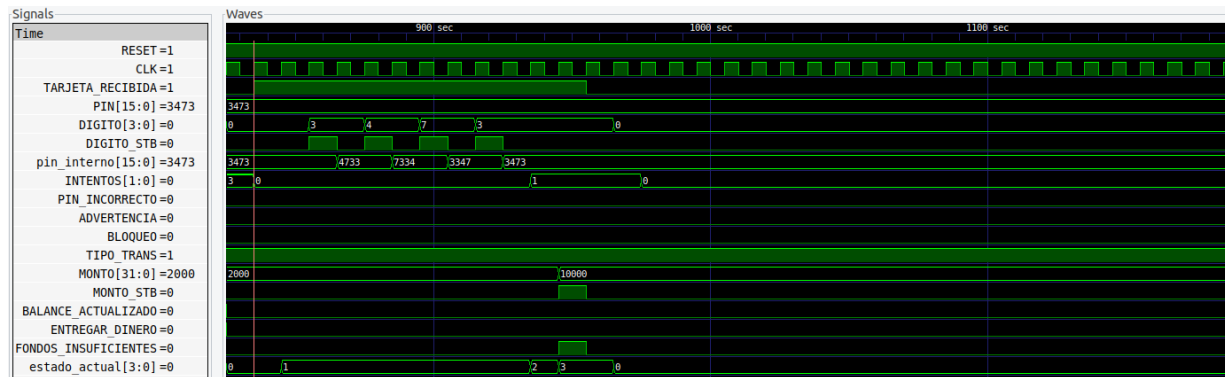 Signals
Waves
Time
900 sec 1000 sec 1100 sec
RESET=1
CLK=1
TARJETA_RECIBIDA=1
PIN[15:0]=3473 3473
DIGITO[3:0]=0 0 3 4 7 3 0
DIGITO_STB=0
pin_interno[15:0]=3473 3473 4733 7334 3347 3473
INTENTOS[1:0]=0 3 0 1 0
PIN_INCORRECTO=0
ADVERTENCIA=0
BLOQUEO=0
TIPO_TRANS=1
MONTO[31:0]=2000 2000 10000
MONTO_STB=0
BALANCE_ACTUALIZADO=0
ENTREGAR_DINERO=0
FONDOS_INSUFICIENTES=0
estado_actual[3:0]=0 0 1 2 3 0